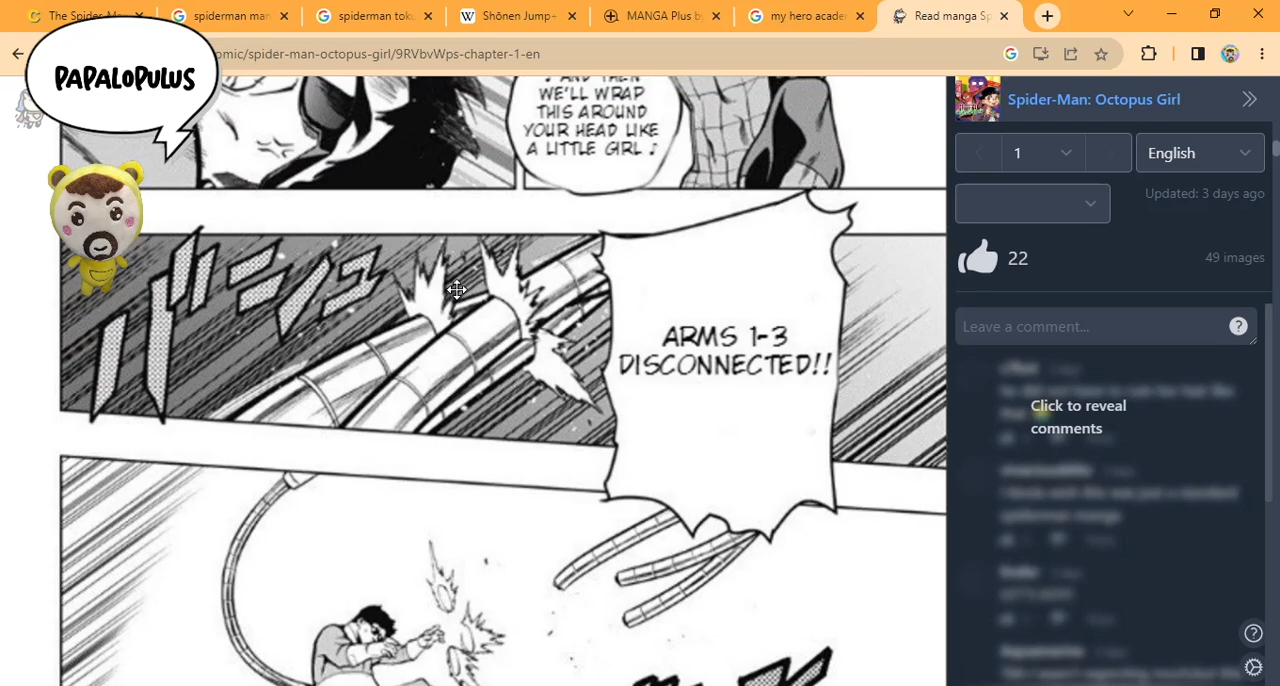 The Spider-Ma
spiderman man
spiderman toku
Shōnen Jump+
MANGA Plus by
my hero acade
Read manga Sp
omic/spider-man-octopus-girl/9RVbvWps-chapter-1-en
PAPALOPULUS
♪ AND THEN
WE'LL WRAP
THIS AROUND
YOUR HEAD LIKE
A LITTLE GIRL ♪
ARMS 1-3
DISCONNECTED!!
Spider-Man: Octopus Girl
1
English
Updated: 3 days ago
22
49 images
Leave a comment...
Click to reveal
comments